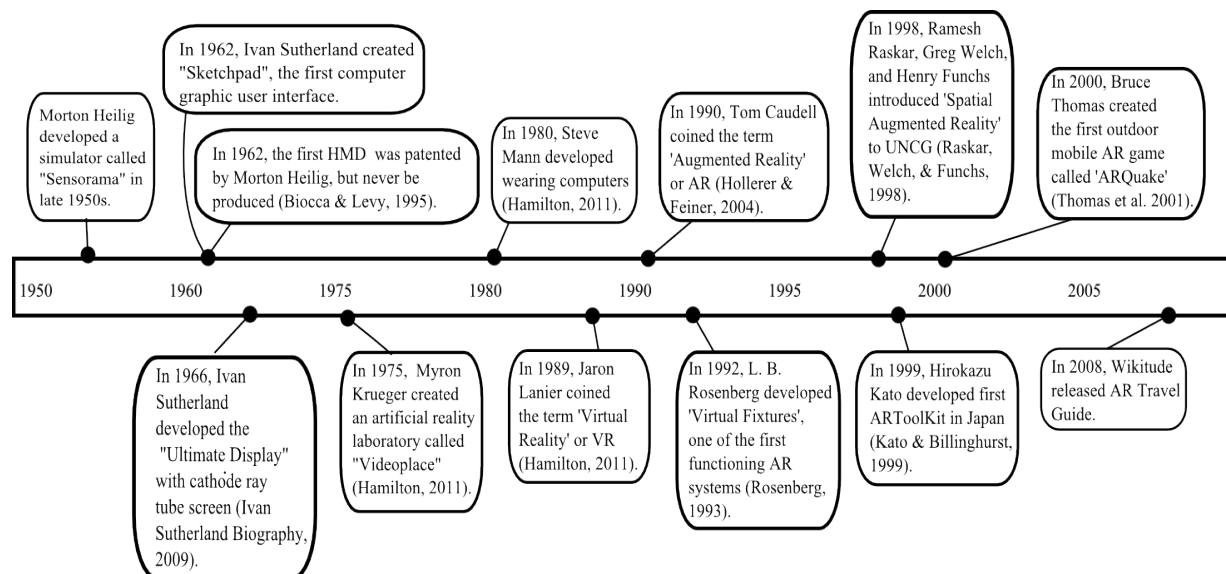 Morton Heilig
developed a
simulator called
"Sensorama" in
late 1950s.
In 1962, Ivan Sutherland created
"Sketchpad", the first computer
graphic user interface.
In 1962, the first HMD was patented
by Morton Heilig, but never be
produced (Biocca & Levy, 1995).
In 1980, Steve
Mann developed
wearing computers
(Hamilton, 2011).
In 1990, Tom Caudell
coined the term
'Augmented Reality'
or AR (Hollerer &
Feiner, 2004).
In 1998, Ramesh
Raskar, Greg Welch,
and Henry Funchs
introduced 'Spatial
Augmented Reality'
to UNCG (Raskar,
Welch, & Funchs,
1998).
In 2000, Bruce
Thomas created
the first outdoor
mobile AR game
called 'ARQuake'
(Thomas et al. 2001).
1950 1960 1975 1980 1990 1995 2000 2005
In 1966, Ivan
Sutherland
developed the
"Ultimate Display"
with cathode ray
tube screen (Ivan
Sutherland Biography,
2009).
In 1975, Myron
Krueger created
an artificial reality
laboratory called
"Videoplace"
(Hamilton, 2011).
In 1989, Jaron
Lanier coined
the term 'Virtual
Reality' or VR
(Hamilton, 2011).
In 1992, L. B.
Rosenberg developed
'Virtual Fixtures',
one of the first
functioning AR
systems (Rosenberg,
1993).
In 1999, Hirokazu
Kato developed first
ARToolKit in Japan
(Kato & Billinghurst,
1999).
In 2008, Wikitude
released AR Travel
Guide.